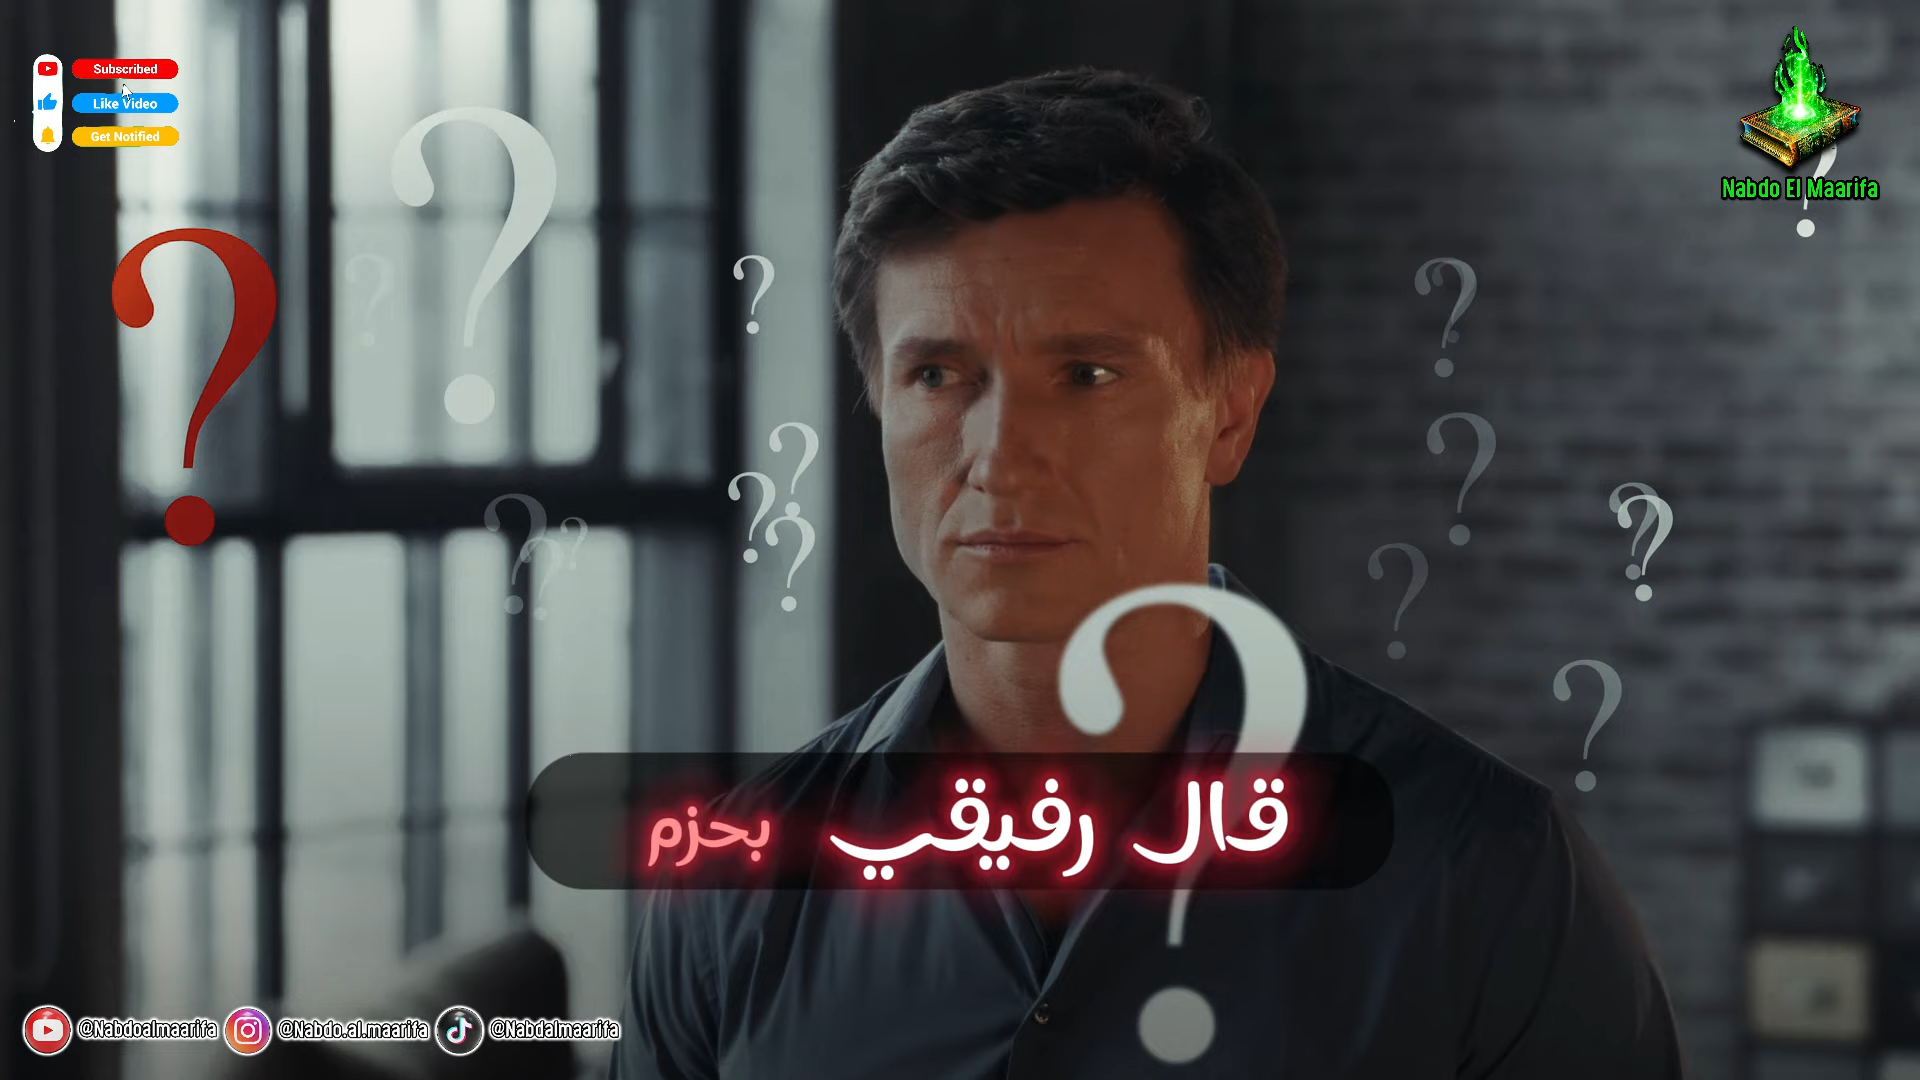 Subscribed
Like Video
Get Notified
Nabdo El Maarifa
قال رفيقي بحزم
@Nabdoalmaarifa @Nabdo.al.maarifa @Nabdalmaarifa